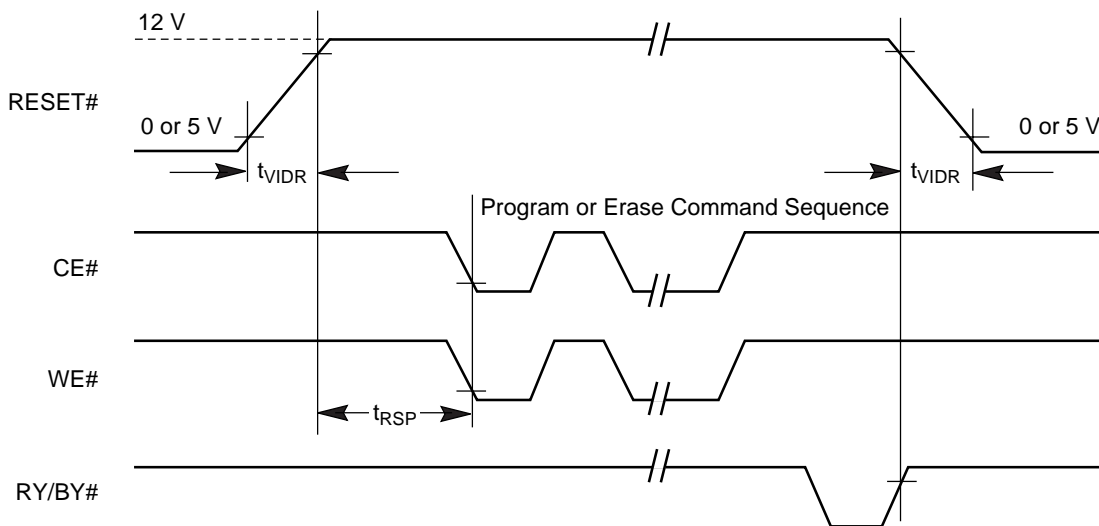 12 V
RESET#
0 or 5 V
0 or 5 V
tVIDR
tVIDR
Program or Erase Command Sequence
CE#
WE#
tRSP
RY/BY#